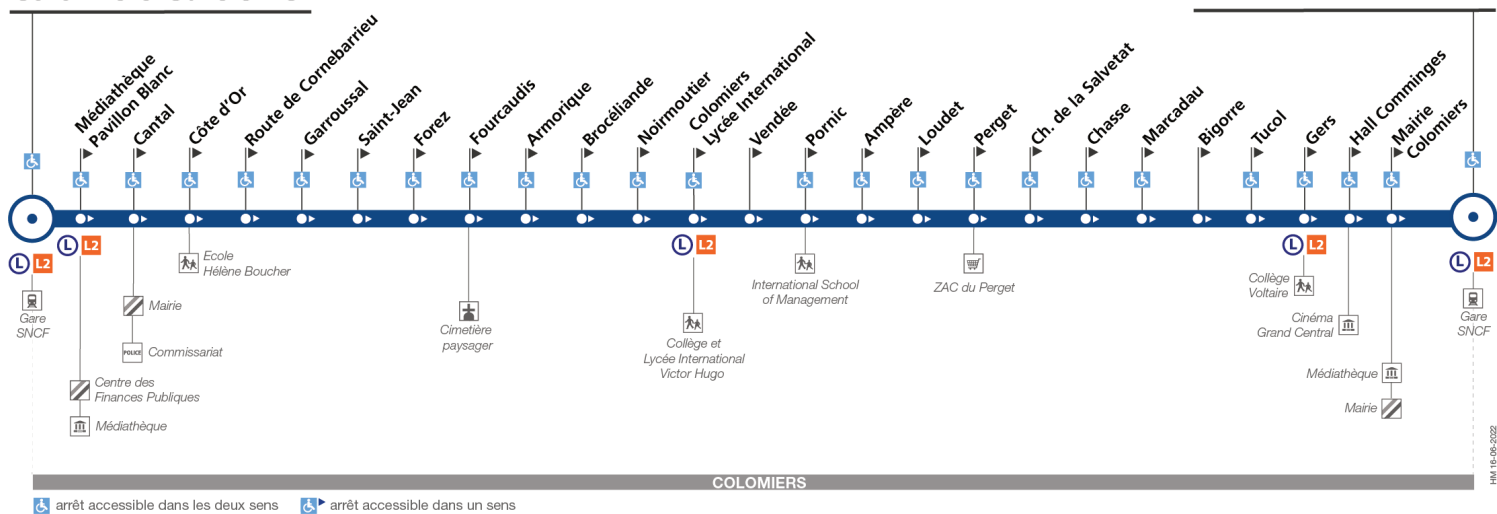 Médiathèque
Pavillon Blanc
Cantal
Côte d'Or
Route de Cornebarrieu
Garroussal
Saint-Jean
Forez
Fourcaudis
Armorique
Brocéliande
Noirmoutier
Colomiers
Lycée International
Vendée
Pornic
Ampère
Loudet
Perget
Ch. de la Salvetat
Chasse
Marcadau
Bigorre
Tucol
Gers
Hall Comminges
Mairie
Colomiers
L L2
Gare
SNCF
L L2
Centre des
Finances Publiques
Médiathèque
Mairie
POLICE
Commissariat
Ecole
Hélène Boucher
Cimetière
paysager
L L2
Collège et
Lycée International
Victor Hugo
International School
of Management
ZAC du Perget
L L2
Collège
Voltaire
Cinéma
Grand Central
Médiathèque
Mairie
L L2
Gare
SNCF
COLOMIERS
arrêt accessible dans les deux sens
arrêt accessible dans un sens
HM 16-06-2022